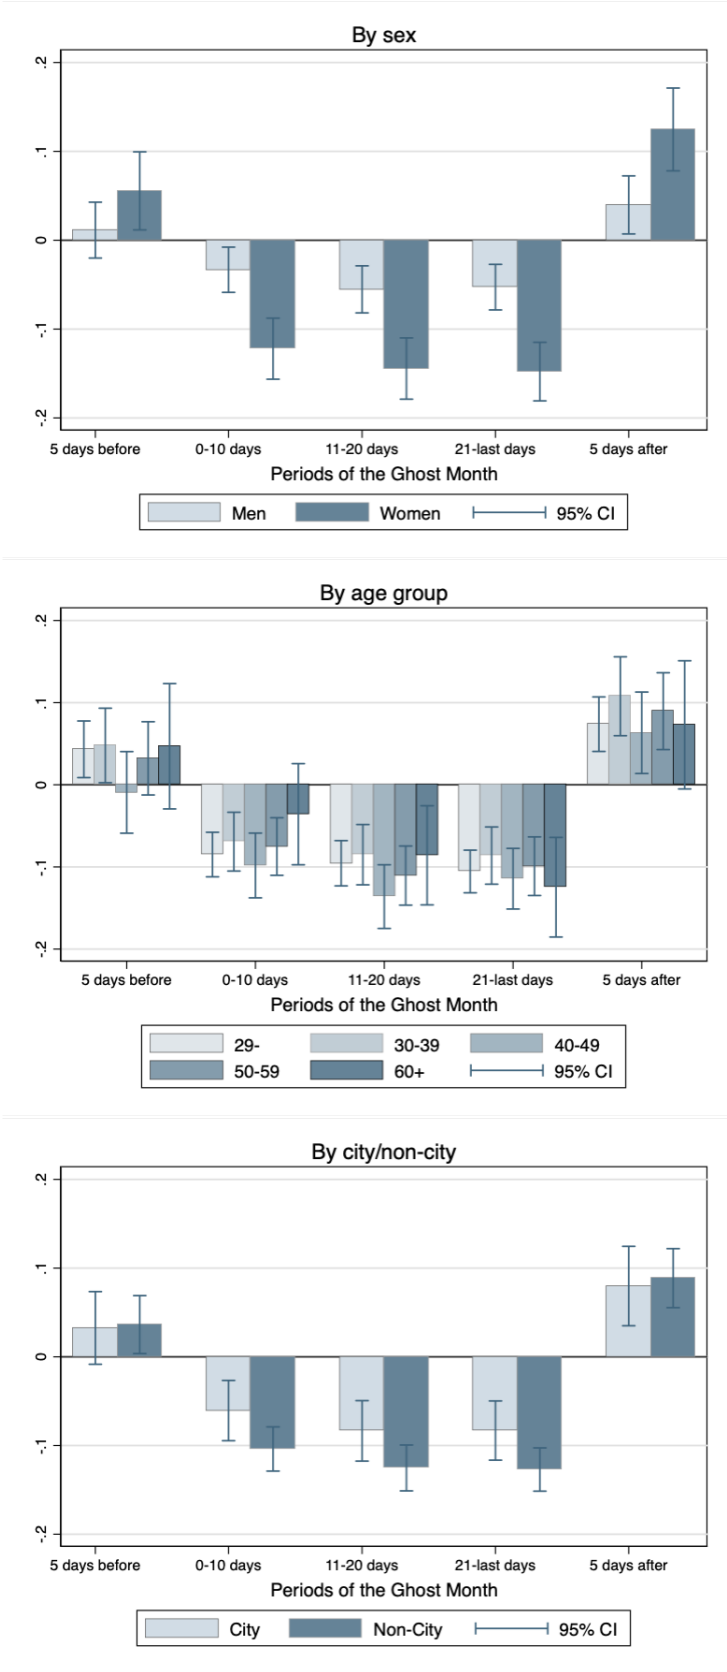 By sex
.2
.1
0
-.1
-.2
5 days before 0-10 days 11-20 days 21-last days 5 days after
Periods of the Ghost Month
Men Women 95% CI
By age group
.2
.1
0
-.1
-.2
5 days before 0-10 days 11-20 days 21-last days 5 days after
Periods of the Ghost Month
29- 30-39 40-49
50-59 60+ 95% CI
By city/non-city
.2
.1
0
-.1
-.2
5 days before 0-10 days 11-20 days 21-last days 5 days after
Periods of the Ghost Month
City Non-City 95% CI